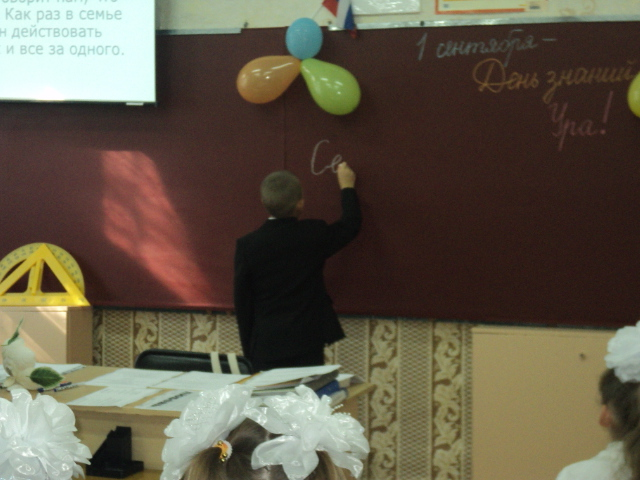 Как раз в семье
действовать
и все за одного.
1 сентября –
День знаний
Ура!
Се